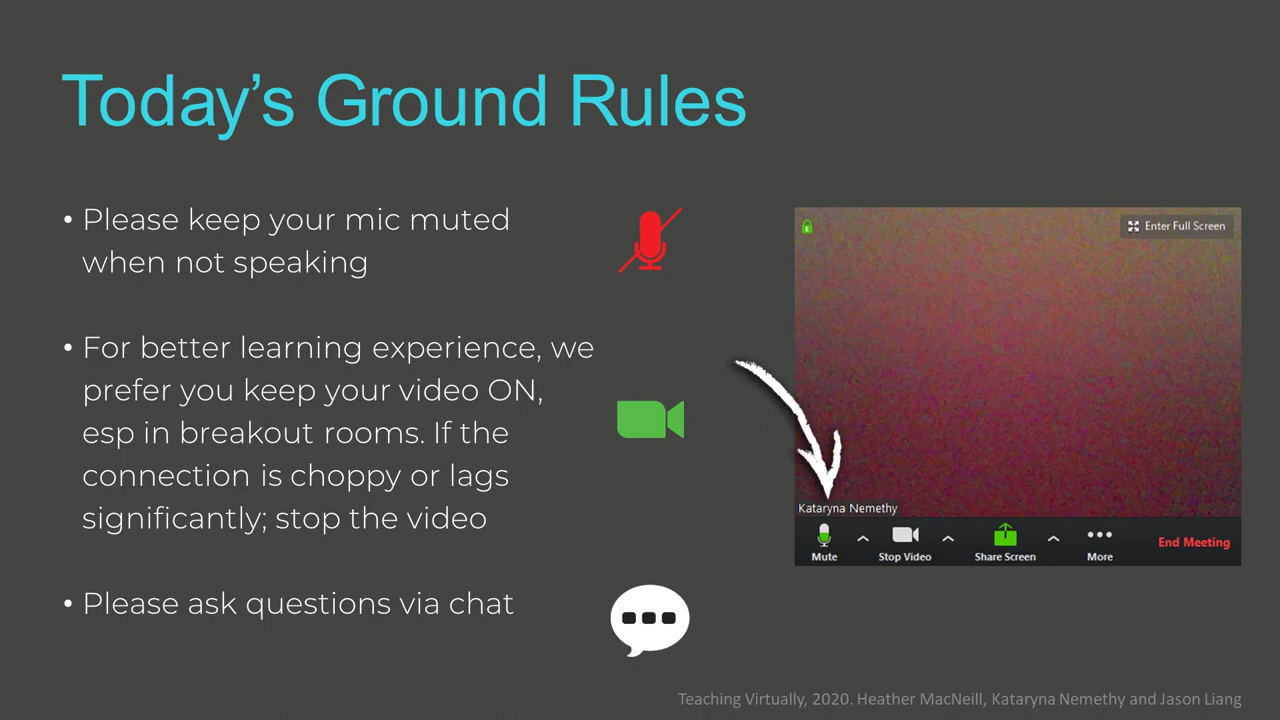 Today’s Ground Rules
• Please keep your mic muted
when not speaking
• For better learning experience, we
prefer you keep your video ON,
esp in breakout rooms. If the
connection is choppy or lags
significantly; stop the video
• Please ask questions via chat
E
Enter Full Screen
Kataryna Nemethy
Mute Stop Video Share Screen More End Meeting
Teaching Virtually, 2020. Heather MacNeill, Kataryna Nemethy and Jason Liang